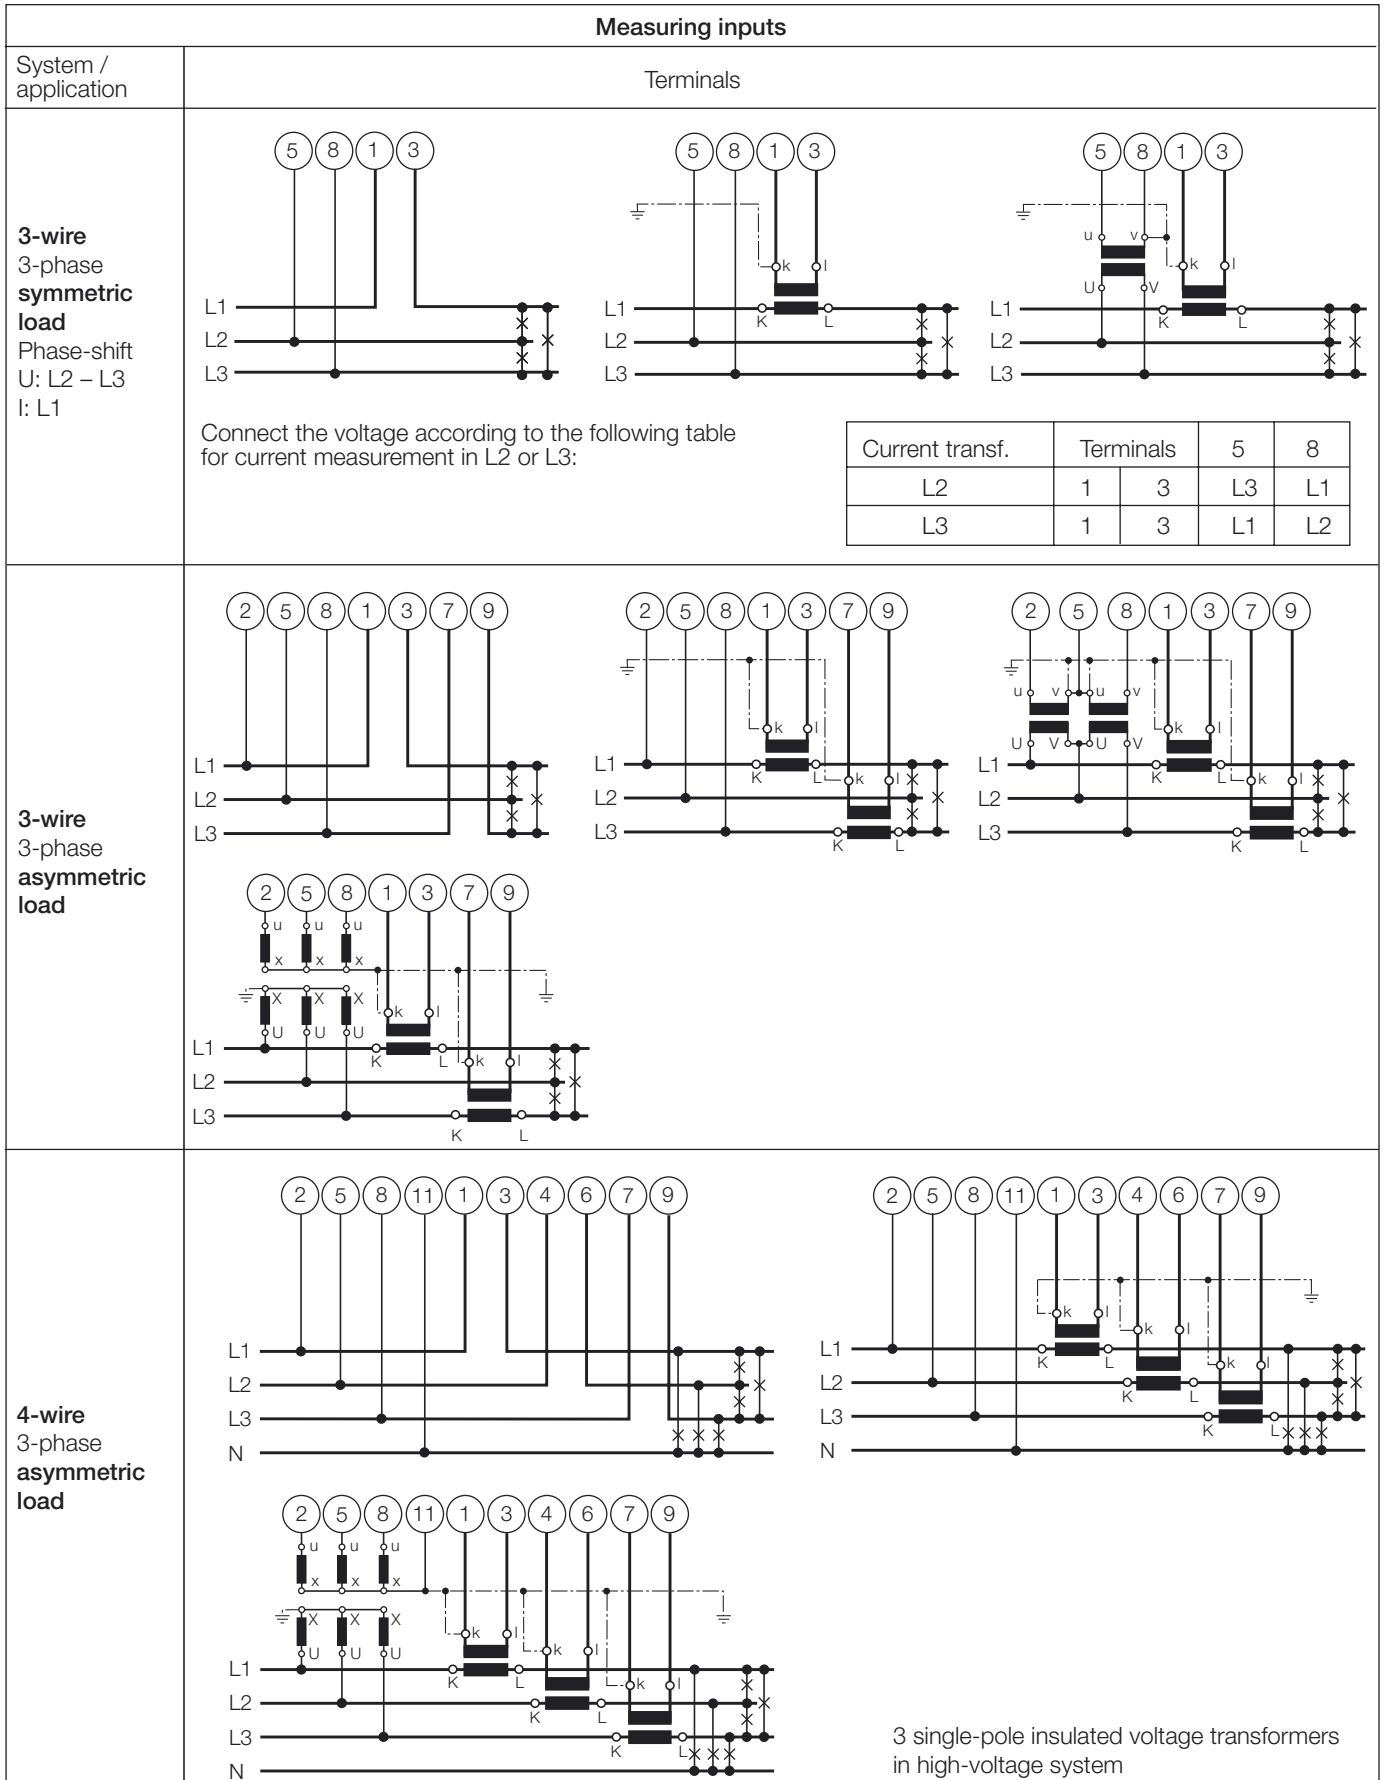 Measuring inputs
System /
application
Terminals
3-wire
3-phase
symmetric
load
Phase-shift
U: L2 – L3
I: L1
5 8 1 3
L1
L2
L3
5 8 1 3
k l
L1
K L
L2
L3
5 8 1 3
u v
k l
U V
L1
K L
L2
L3
Connect the voltage according to the following table
for current measurement in L2 or L3:
Current transf. Terminals 5 8
L2 1 3 L3 L1
L3 1 3 L1 L2
3-wire
3-phase
asymmetric
load
2 5 8 1 3 7 9
L1
L2
L3
2 5 8 1 3 7 9
k l
L1
K L k l
L2
L3
K L
2 5 8 1 3 7 9
u v u v
k l
U V U V
L1
K L k l
L2
L3
K L
2 5 8 1 3 7 9
u u u
x x x
X X X
k l
U U U
L1
K L k l
L2
L3
K L
4-wire
3-phase
asymmetric
load
2 5 8 11 1 3 4 6 7 9
L1
L2
L3
N
2 5 8 11 1 3 4 6 7 9
k l
k l
L1
K L k l
L2
K L
L3
K L
N
2 5 8 11 1 3 4 6 7 9
u u u
x x x
X X X
k l
U U U k l
L1
K L k l
L2
K L
L3
K L
N
3 single-pole insulated voltage transformers
in high-voltage system